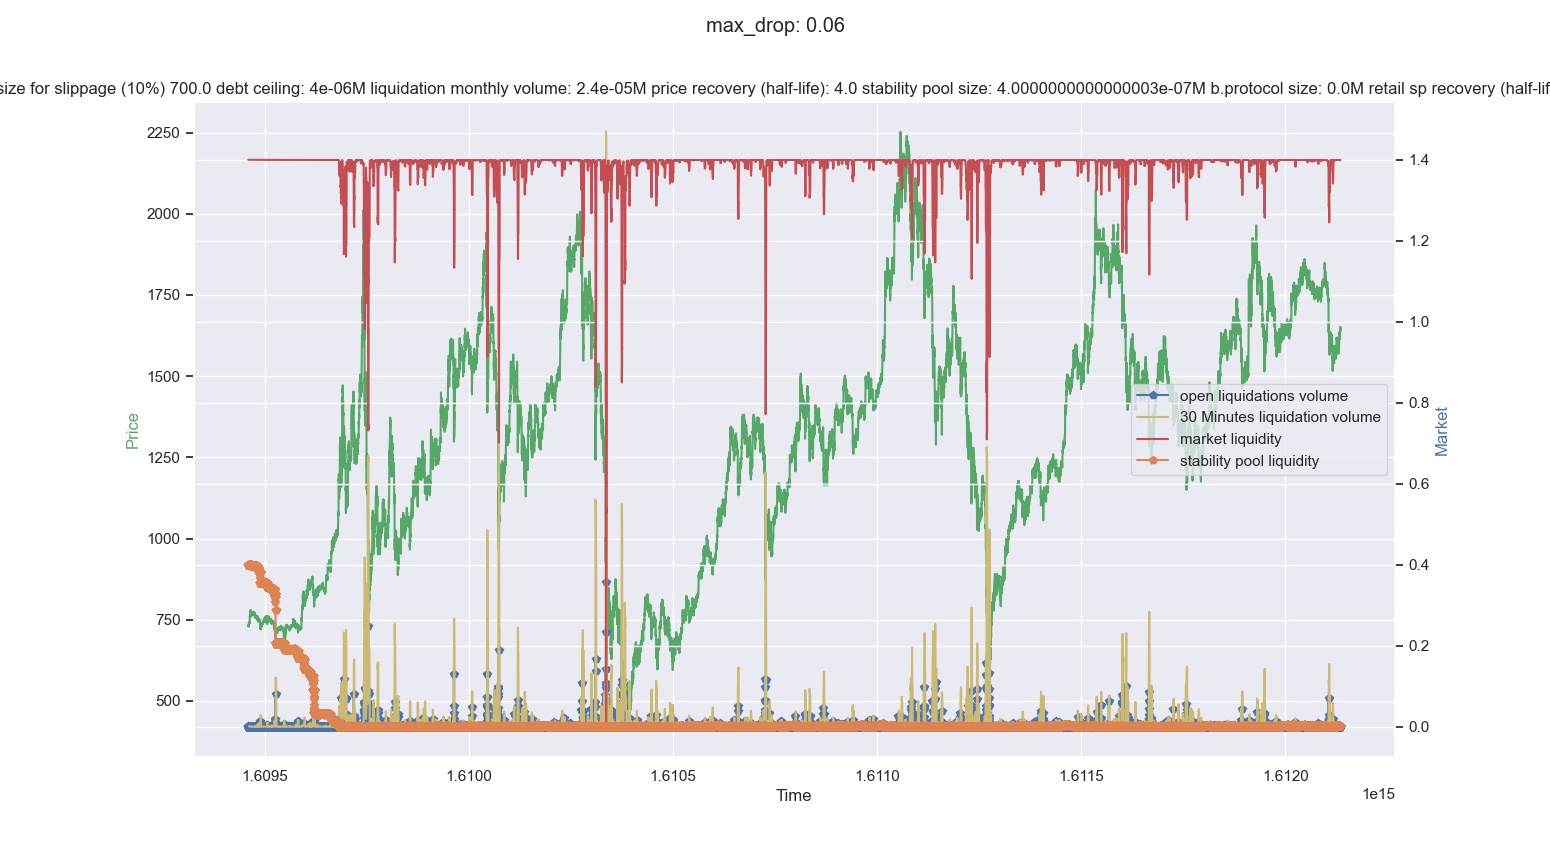 max_drop: 0.06
size for slippage (10%) 700.0 debt ceiling: 4e-06M liquidation monthly volume: 2.4e-05M price recovery (half-life): 4.0 stability pool size: 4.0000000000000003e-07M b.protocol size: 0.0M retail sp recovery (half-lif
2250
2000
1750
1500
1250
1000
750
500
Price
1.4
1.2
1.0
0.8
0.6
0.4
0.2
0.0
Market
open liquidations volume
30 Minutes liquidation volume
market liquidity
stability pool liquidity
1.6095 1.6100 1.6105 1.6110 1.6115 1.6120
Time
1e15